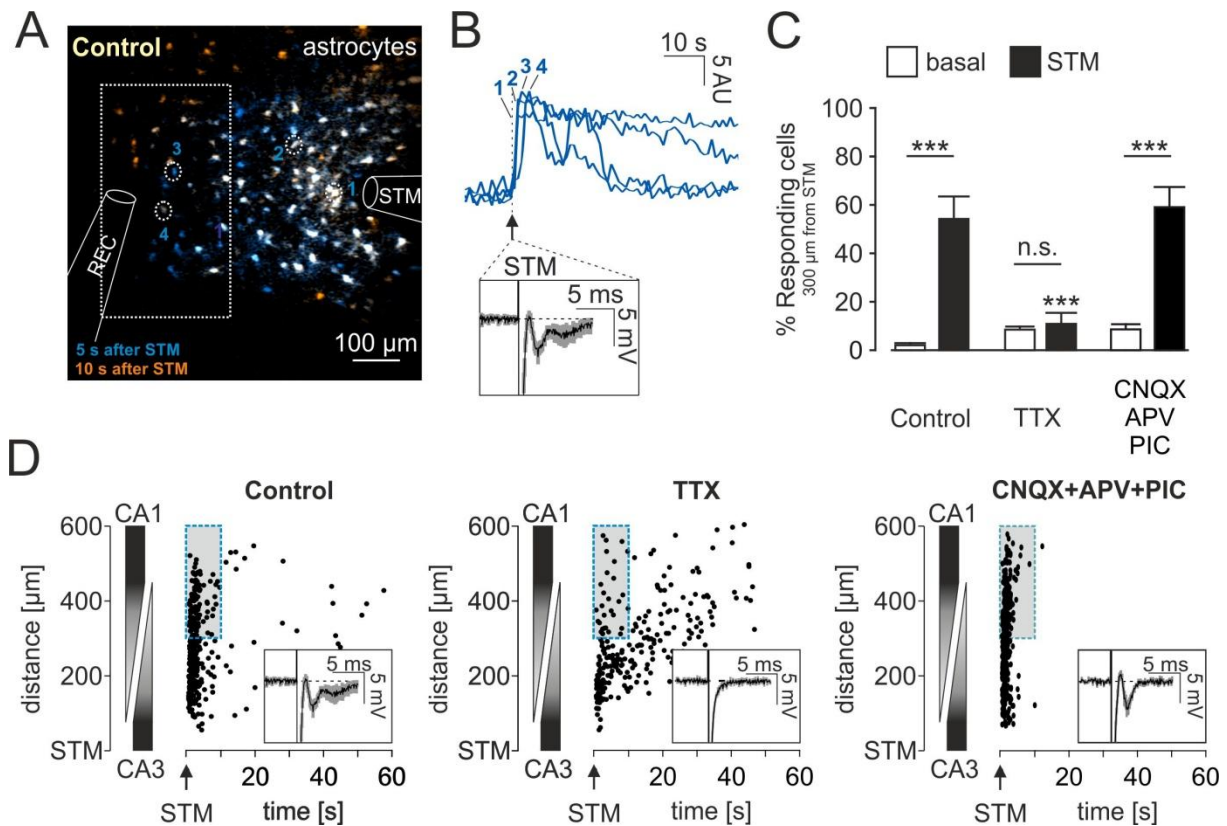 A
Control
astrocytes
3
2
1
STM
4
1
REC
5 s after STM
10 s after STM
100 µm
B
10 s
5 AU
1 2 3 4
STM
5 ms
5 mV
C
basal
STM
% Responding cells
300 µm from STM
100
80
60
40
20
0
***
n.s.
***
***
Control
TTX
CNQX
APV
PIC
D
Control
CA1
600
400
200
STM
CA3
distance [µm]
5 ms
5 mV
20 40 60
STM
time [s]
TTX
CA1
600
400
200
STM
CA3
distance [µm]
5 ms
5 mV
0 20 40 60
STM
time [s]
CNQX+APV+PIC
CA1
600
400
200
STM
CA3
distance [µm]
5 ms
5 mV
20 40 60
STM
time [s]